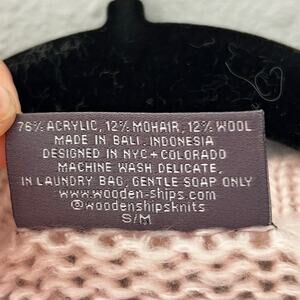 76% ACRYLIC, 12% MOHAIR, 12% WOOL
MADE IN BALI, INDONESIA
DESIGNED IN NYC + COLORADO
MACHINE WASH DELICATE,
IN LAUNDRY BAG, GENTLE SOAP ONLY
www.wooden-ships.com
@woodenshipsknits
S/M